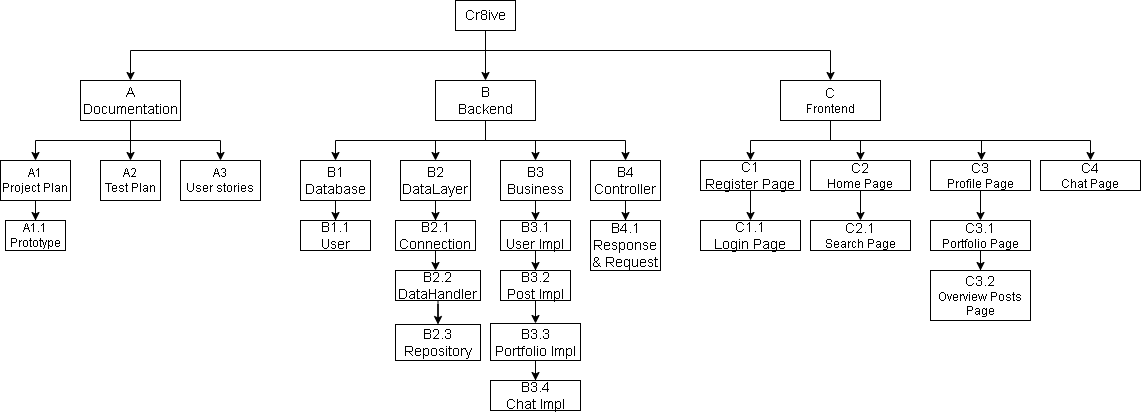 Cr8ive
A
Documentation
B
Backend
C
Frontend
A1
Project Plan
A2
Test Plan
A3
User stories
B1
Database
B2
DataLayer
B3
Business
B4
Controller
C1
Register Page
C2
Home Page
C3
Profile Page
C4
Chat Page
A1.1
Prototype
B1.1
User
B2.1
Connection
B3.1
User Impl
B4.1
Response
& Request
C1.1
Login Page
C2.1
Search Page
C3.1
Portfolio Page
B2.2
DataHandler
B3.2
Post Impl
C3.2
Overview Posts
Page
B2.3
Repository
B3.3
Portfolio Impl
B3.4
Chat Impl